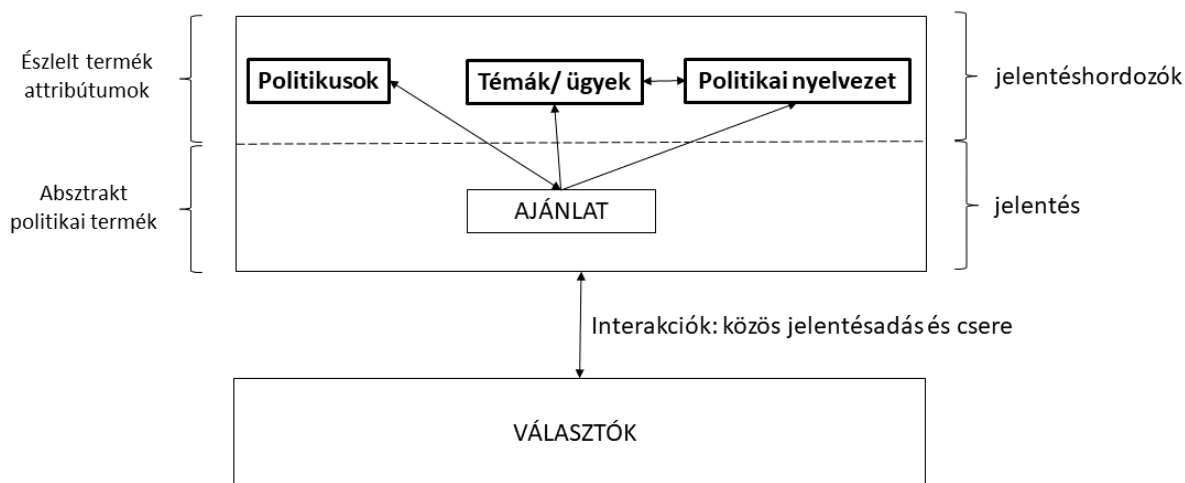 Észlelt termék
attribútumok
Politikusok
Témák/ ügyek
Politikai nyelvezet
jelentéshordozók
Absztrakt
politikai termék
AJÁNLAT
jelentés
Interakciók: közös jelentésadás és csere
VÁLASZTÓK